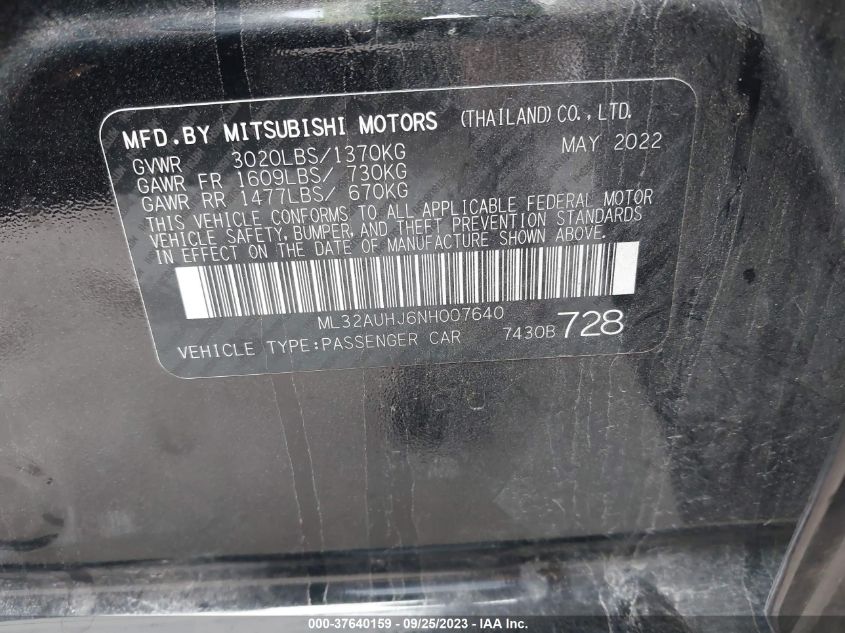 MFD.BY MITSUBISHI MOTORS (THAILAND) CO., LTD.
GVWR 3020LBS/1370KG MAY 2022
GAWR FR 1609LBS/ 730KG
GAWR RR 1477LBS/ 670KG
THIS VEHICLE CONFORMS TO ALL APPLICABLE FEDERAL MOTOR
VEHICLE SAFETY, BUMPER, AND THEFT PREVENTION STANDARDS
IN EFFECT ON THE DATE OF MANUFACTURE SHOWN ABOVE.
ML32AUHJ6NH007640
VEHICLE TYPE:PASSENGER CAR 7430B 728
000-37640159 - 09/25/2023 - IAA Inc.